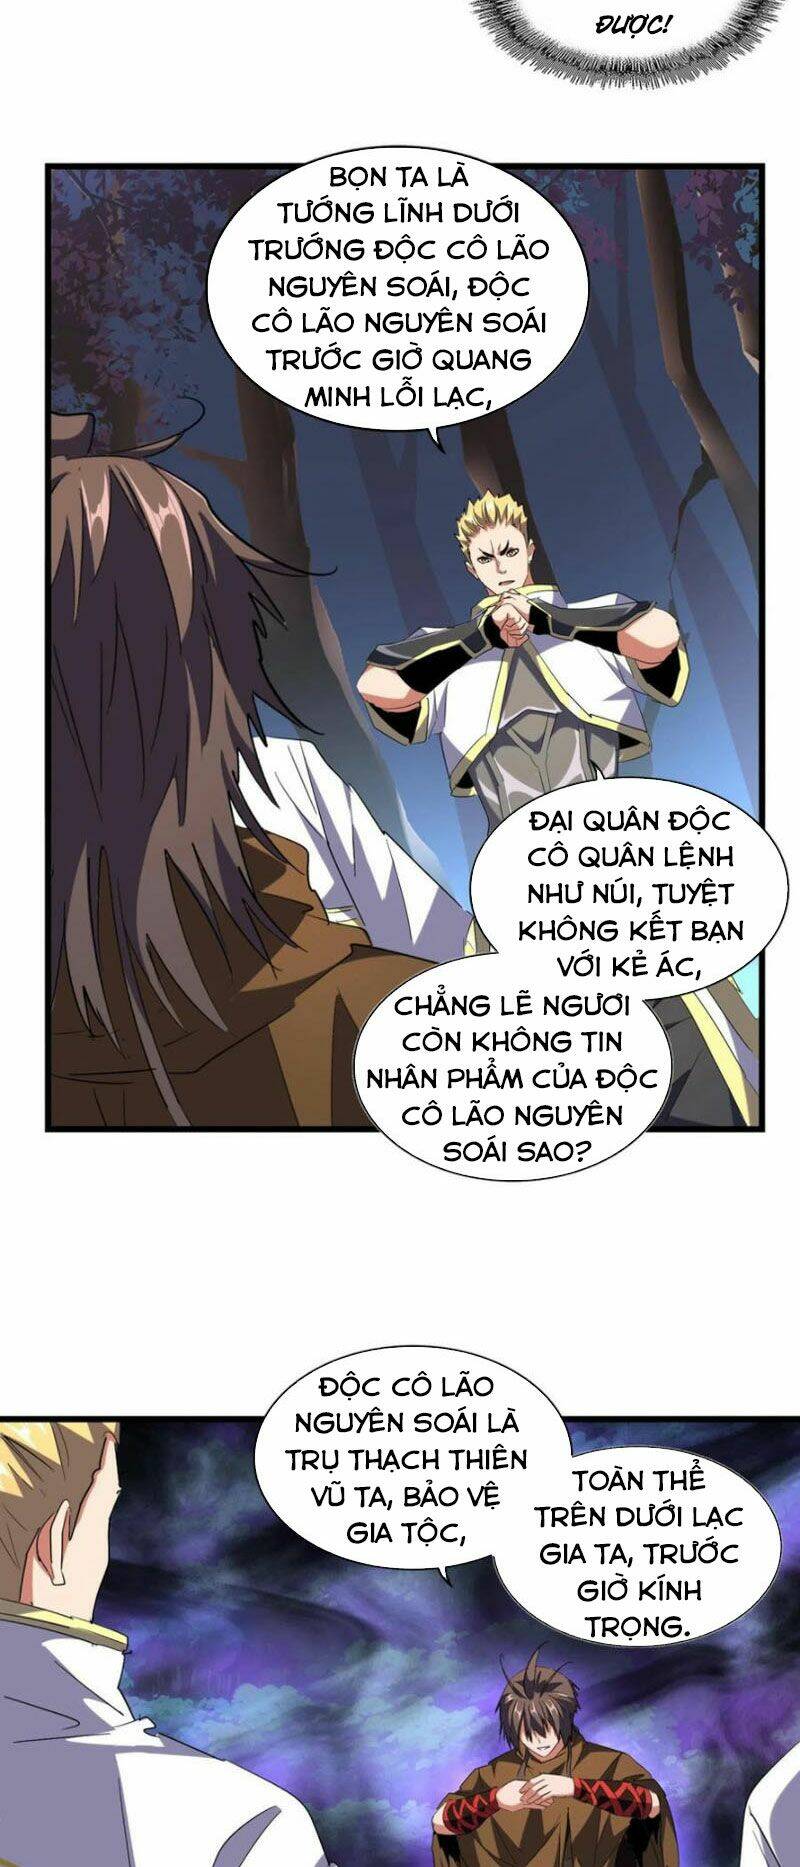 ĐƯỢC!
BỌN TA LÀ
TƯỚNG LĨNH DƯỚI
TRƯỚNG ĐỘC CÔ LÃO
NGUYÊN SOÁI, ĐỘC
CÔ LÃO NGUYÊN SOÁI
TRƯỚC GIỜ QUANG
MINH LỖI LẠC,
ĐẠI QUÂN ĐỘC
CÔ QUÂN LỆNH
NHƯ NÚI, TUYỆT
KHÔNG KẾT BẠN
VỚI KẺ ÁC,
CHẲNG LẼ NGƯƠI
CÒN KHÔNG TIN
NHÂN PHẨM CỦA ĐỘC
CÔ LÃO NGUYÊN
SOÁI SAO?
ĐỘC CÔ LÃO
NGUYÊN SOÁI LÀ
TRỤ THẠCH THIÊN
VŨ TA, BẢO VỆ
GIA TỘC,
TOÀN THỂ
TRÊN DƯỚI LẠC
GIA TA, TRƯỚC
GIỜ KÍNH
TRỌNG.